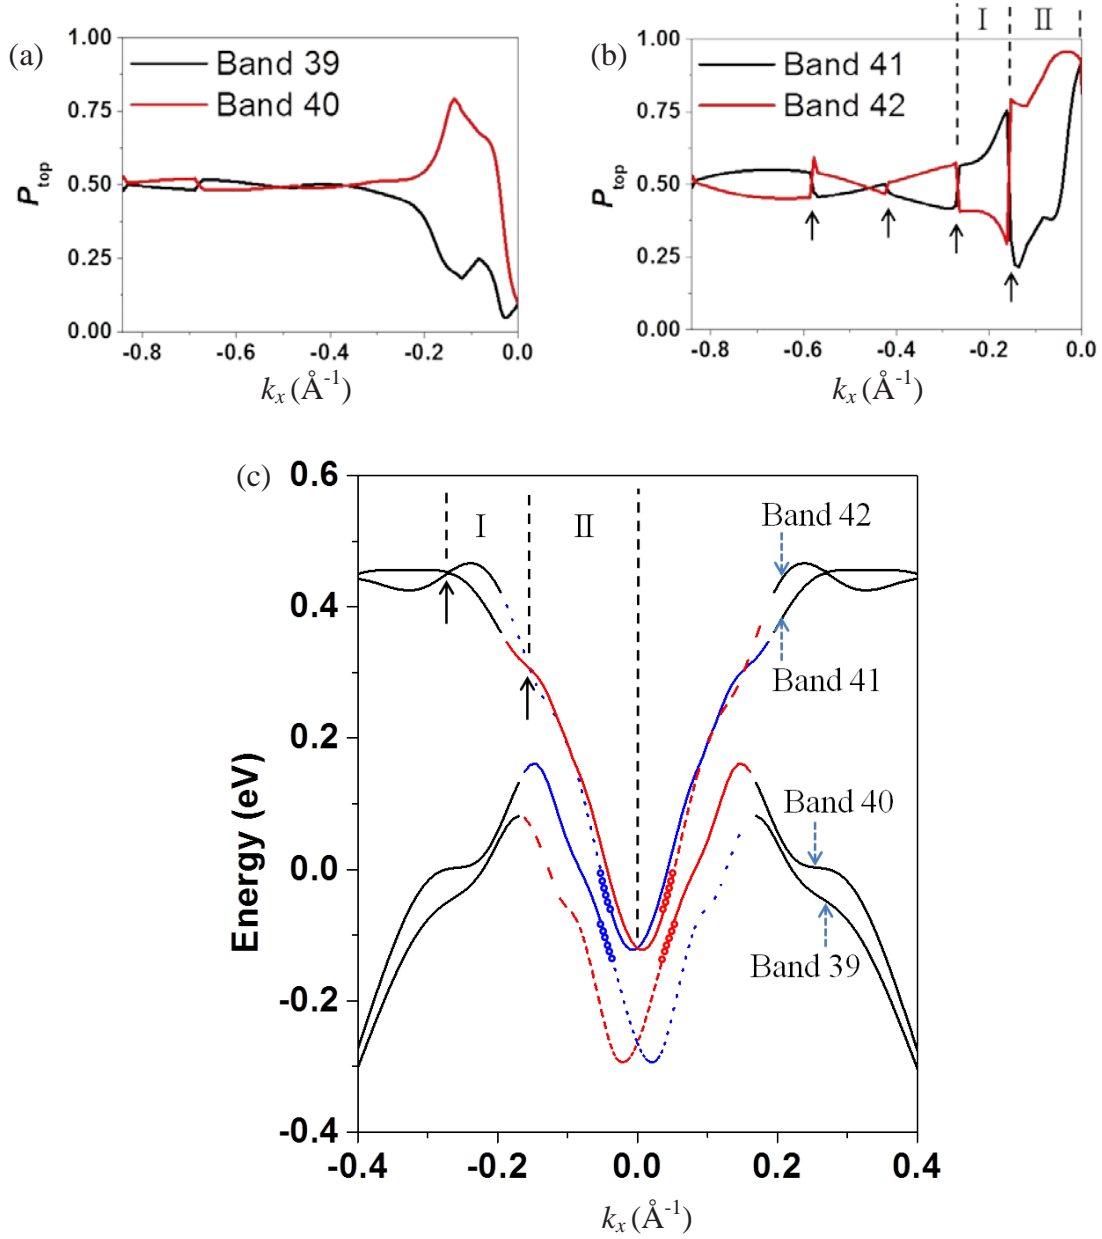 (a)
1.00
0.75
0.50
0.25
0.00
P top
Band 39
Band 40
-0.8 -0.6 -0.4 -0.2 0.0
kx (Å-1)
(b)
I II
1.00
0.75
0.50
0.25
0.00
P top
Band 41
Band 42
-0.8 -0.6 -0.4 -0.2 0.0
kx (Å-1)
(c)
0.6
0.4
0.2
0.0
-0.2
-0.4
Energy (eV)
I II
Band 42
Band 41
Band 40
Band 39
-0.4 -0.2 0.0 0.2 0.4
kx (Å-1)